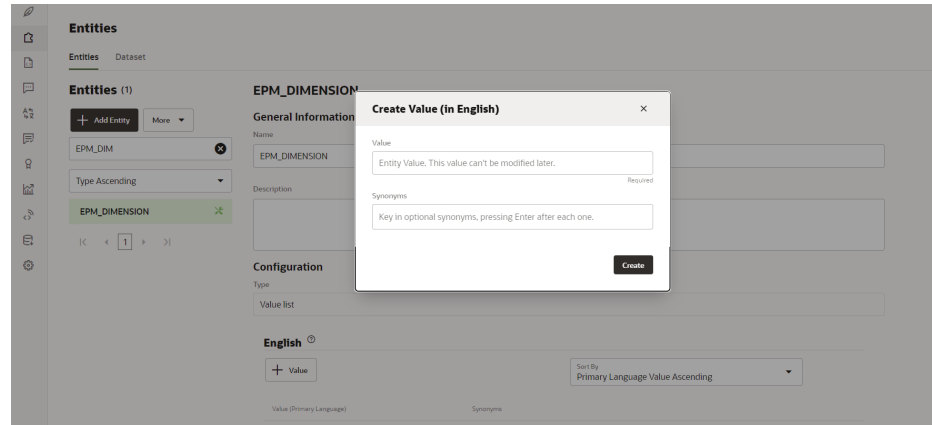 Entities
Entities Dataset
Entities (1)
+ Add Entity More
EPM_DIM
Type Ascending
EPM_DIMENSION
1
EPM_DIMENSION
General Information
Name
EPM_DIMENSION
Description
Create Value (in English)
Value
Entity Value. This value can't be modified later.
Required
Synonyms
Key in optional synonyms, pressing Enter after each one.
Create
Configuration
Type
Value list
English
+ Value
Sort By
Primary Language Value Ascending
Value (Primary Language) Synonyms